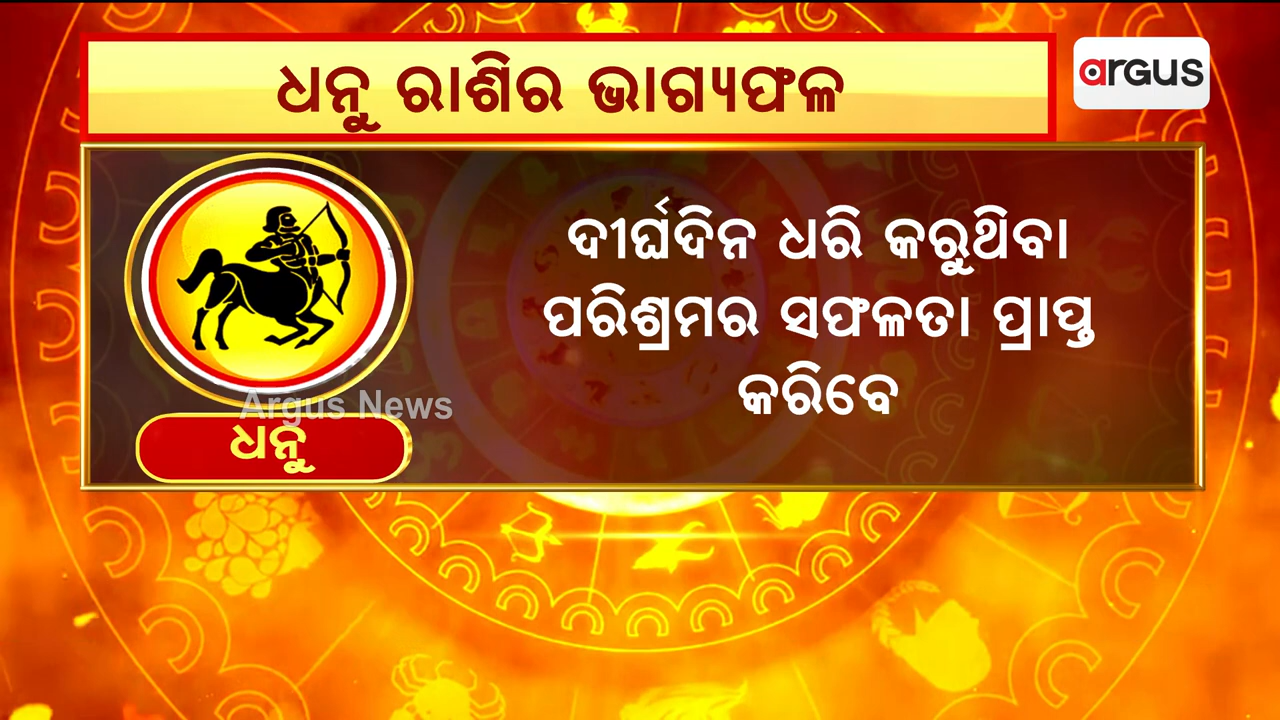 ଧନୁ ରାଶିର ଭାଗ୍ୟଫଳ
argus
ଦୀର୍ଘଦିନ ଧରି କରୁଥିବା
ପରିଶ୍ରମର ସଫଳତା ପ୍ରାପ୍ତ
କରିବେ
Argus News
ଧନୁ